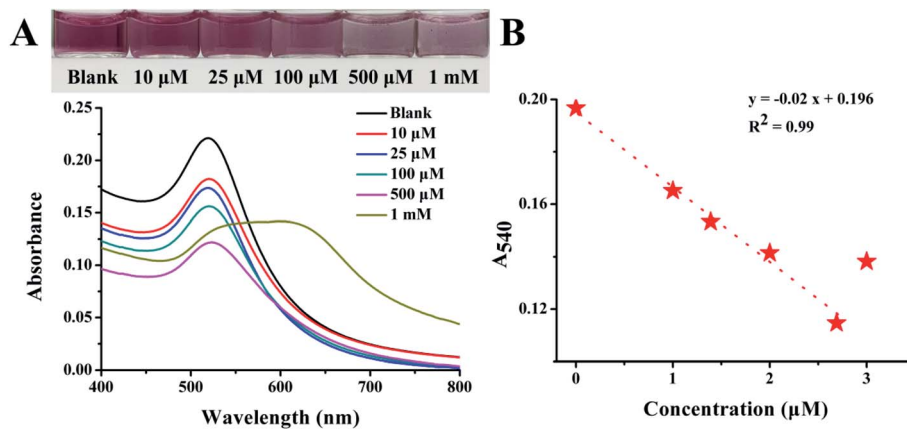 A
Blank 10 µM 25 µM 100 µM 500 µM 1 mM
0.25
0.20
0.15
0.10
0.05
0.00
Absorbance
400 500 600 700 800
Wavelength (nm)
Blank
10 µM
25 µM
100 µM
500 µM
1 mM
B
y = -0.02 x + 0.196
R² = 0.99
0.20
0.16
0.12
A₅₄₀
0 1 2 3
Concentration (µM)